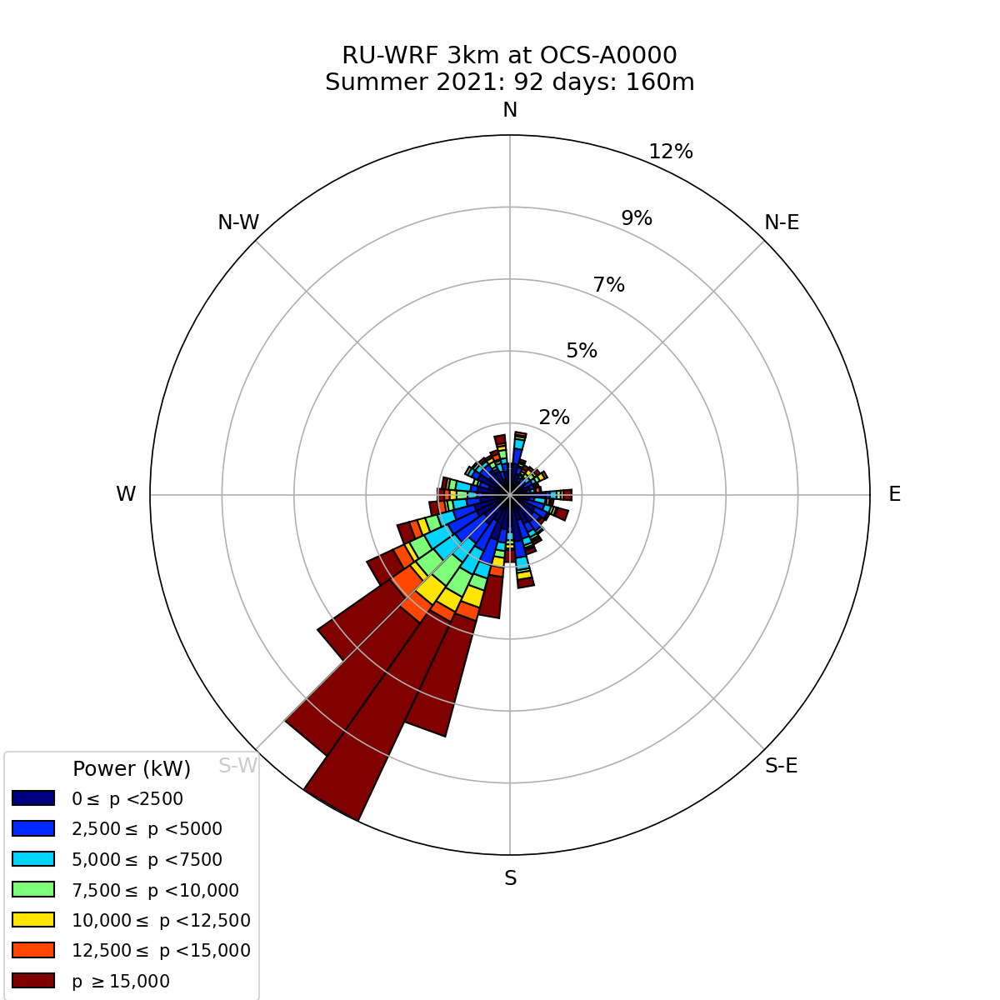 RU-WRF 3km at OCS-A0000
Summer 2021: 92 days: 160m
N
12%
9%
N-W
N-E
7%
5%
2%
W
E
S-W
S-E
S
Power (kW)
0≤ p <2500
2,500≤ p <5000
5,000≤ p <7500
7,500≤ p <10,000
10,000≤ p <12,500
12,500≤ p <15,000
p ≥15,000